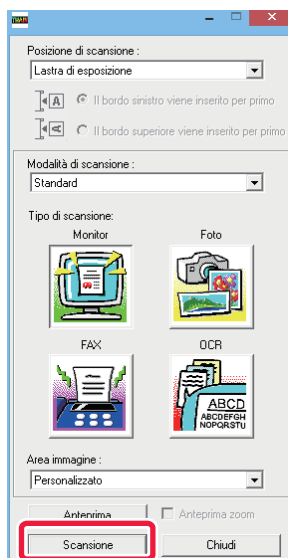 Posizione di scansione :
Lastra di esposizione
A Il bordo sinistro viene inserito per primo
A Il bordo superiore viene inserito per primo
Modalità di scansione :
Standard
Tipo di scansione:
Monitor Foto
FAX OCR
ABCD
ABCDEFGH
NOPQRSTU
Area immagine :
Personalizzato
Anteprima Anteprima zoom
Scansione Chiudi